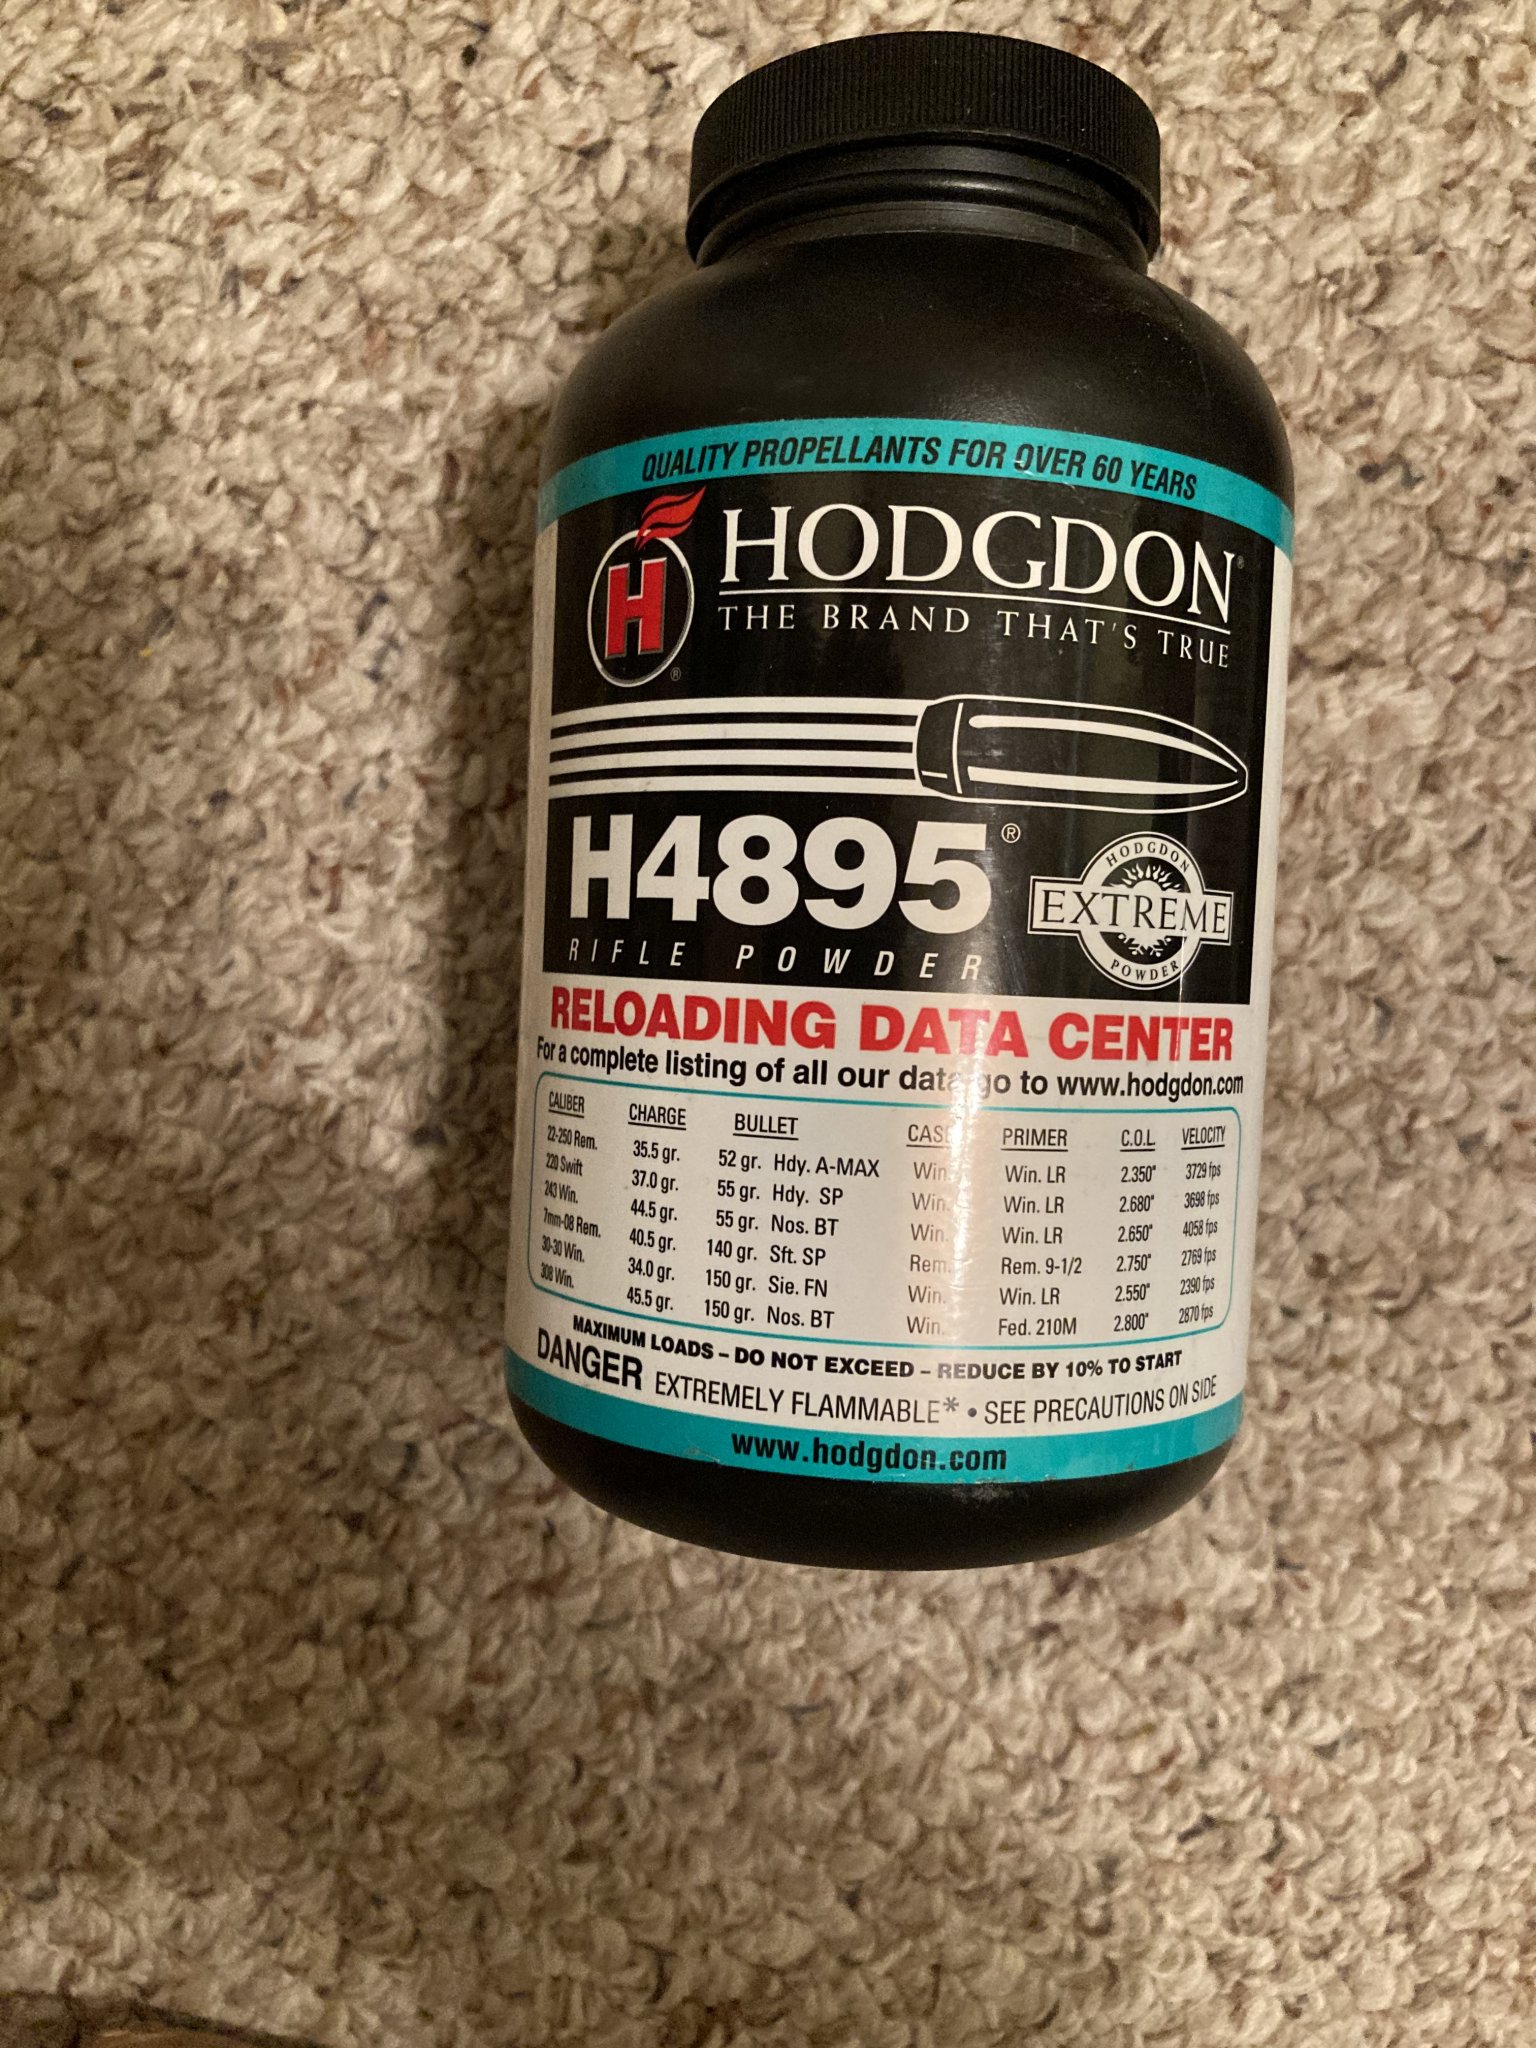 QUALITY PROPELLANTS FOR OVER 60 YEARS
H ®
HODGDON®
THE BRAND THAT'S TRUE
H4895®
RIFLE POWDER
HODGDON
EXTREME
POWDER
RELOADING DATA CENTER
For a complete listing of all our data go to www.hodgdon.com
CALIBER CHARGE BULLET CASE PRIMER C.O.L. VELOCITY
22-250 Rem. 35.5 gr. 52 gr. Hdy. A-MAX Win. Win. LR 2.350" 3729 fps
220 Swift 37.0 gr. 55 gr. Hdy. SP Win. Win. LR 2.680" 3698 fps
243 Win. 44.5 gr. 55 gr. Nos. BT Win. Win. LR 2.650" 4058 fps
7mm-08 Rem. 40.5 gr. 140 gr. Sft. SP Rem. Rem. 9-1/2 2.750" 2769 fps
30-30 Win. 34.0 gr. 150 gr. Sie. FN Win. Win. LR 2.550" 2390 fps
308 Win. 45.5 gr. 150 gr. Nos. BT Win. Fed. 210M 2.800" 2870 fps
MAXIMUM LOADS – DO NOT EXCEED – REDUCE BY 10% TO START
DANGER EXTREMELY FLAMMABLE* • SEE PRECAUTIONS ON SIDE
www.hodgdon.com